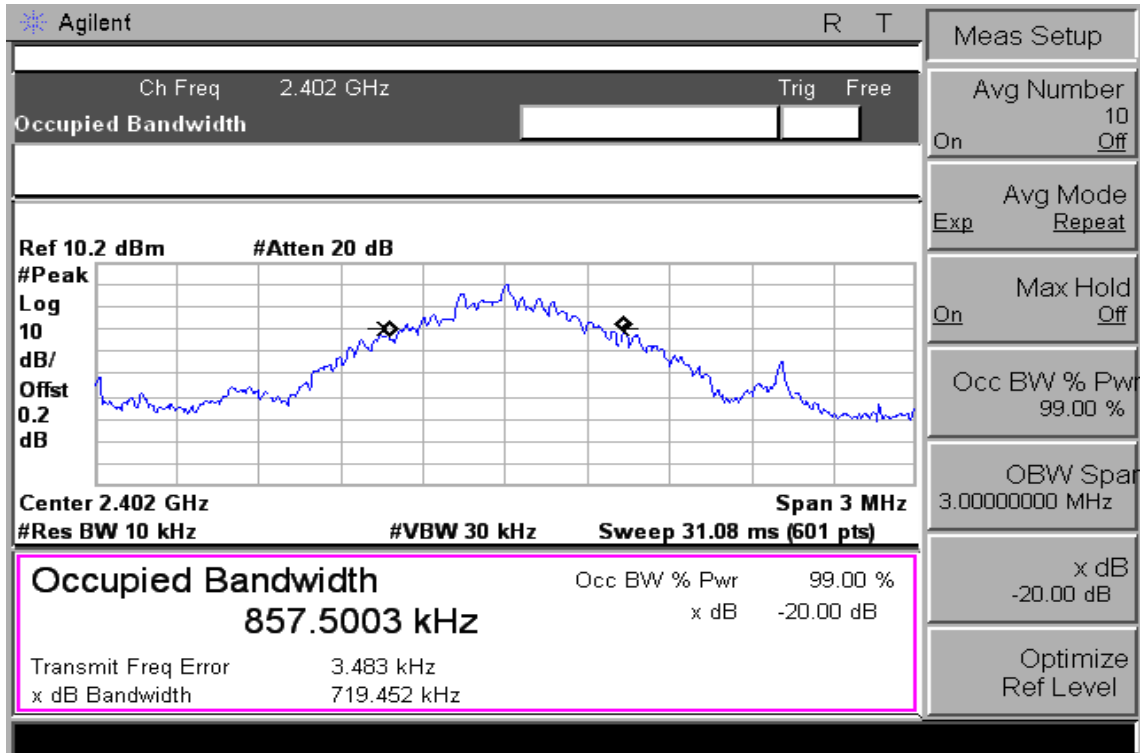 Agilent R T
Ch Freq 2.402 GHz Trig Free
Occupied Bandwidth
Ref 10.2 dBm #Atten 20 dB
#Peak
Log
10
dB/
Offst
0.2
dB
Center 2.402 GHz Span 3 MHz
#Res BW 10 kHz #VBW 30 kHz Sweep 31.08 ms (601 pts)
Occupied Bandwidth
857.5003 kHz
Occ BW % Pwr 99.00 %
x dB -20.00 dB
Transmit Freq Error 3.483 kHz
x dB Bandwidth 719.452 kHz
Meas Setup
Avg Number
10
On Off
Avg Mode
Exp Repeat
Max Hold
On Off
Occ BW % Pwr
99.00 %
OBW Span
3.00000000 MHz
x dB
-20.00 dB
Optimize
Ref Level